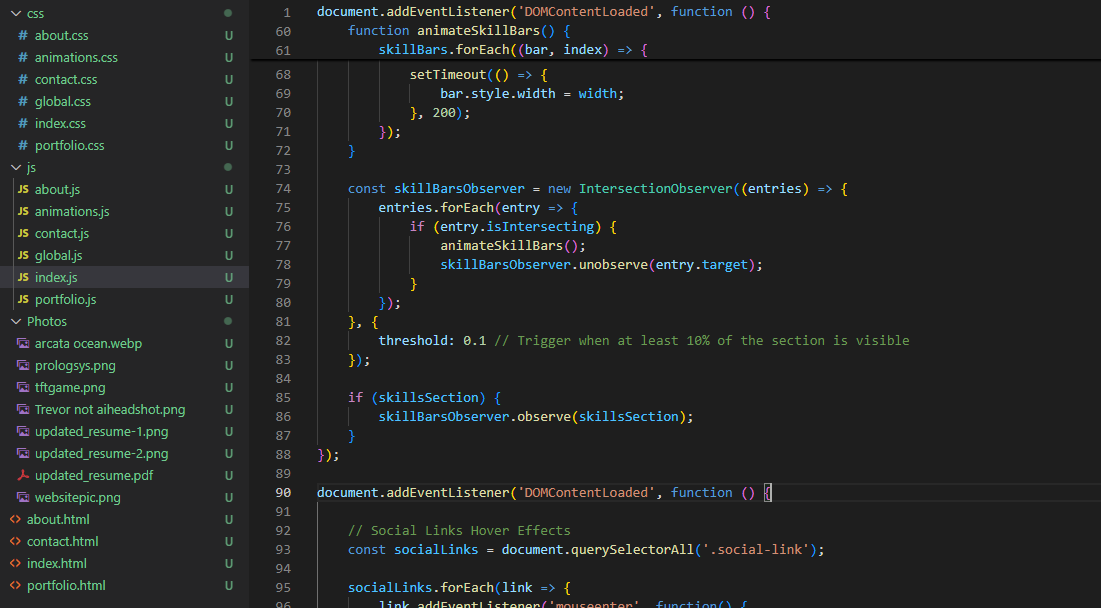 css
# about.css U
# animations.css U
# contact.css U
# global.css U
# index.css U
# portfolio.css U
js
JS about.js U
JS animations.js U
JS contact.js U
JS global.js U
JS index.js U
JS portfolio.js U
Photos
arcata ocean.webp U
prologsys.png U
tftgame.png U
Trevor not aiheadshot.png U
updated_resume-1.png U
updated_resume-2.png U
updated_resume.pdf U
websitepic.png U
<> about.html U
<> contact.html U
<> index.html U
<> portfolio.html U
1 document.addEventListener('DOMContentLoaded', function () {
60 function animateSkillBars() {
61 skillBars.forEach((bar, index) => {
68 setTimeout(() => {
69 bar.style.width = width;
70 }, 200);
71 });
72 }
73
74 const skillBarsObserver = new IntersectionObserver((entries) => {
75 entries.forEach(entry => {
76 if (entry.isIntersecting) {
77 animateSkillBars();
78 skillBarsObserver.unobserve(entry.target);
79 }
80 });
81 }, {
82 threshold: 0.1 // Trigger when at least 10% of the section is visible
83 });
84
85 if (skillsSection) {
86 skillBarsObserver.observe(skillsSection);
87 }
88 });
89
90 document.addEventListener('DOMContentLoaded', function () {
91
92 // Social Links Hover Effects
93 const socialLinks = document.querySelectorAll('.social-link');
94
95 socialLinks.forEach(link => {
96 link.addEventListener('mouseenter', function() {